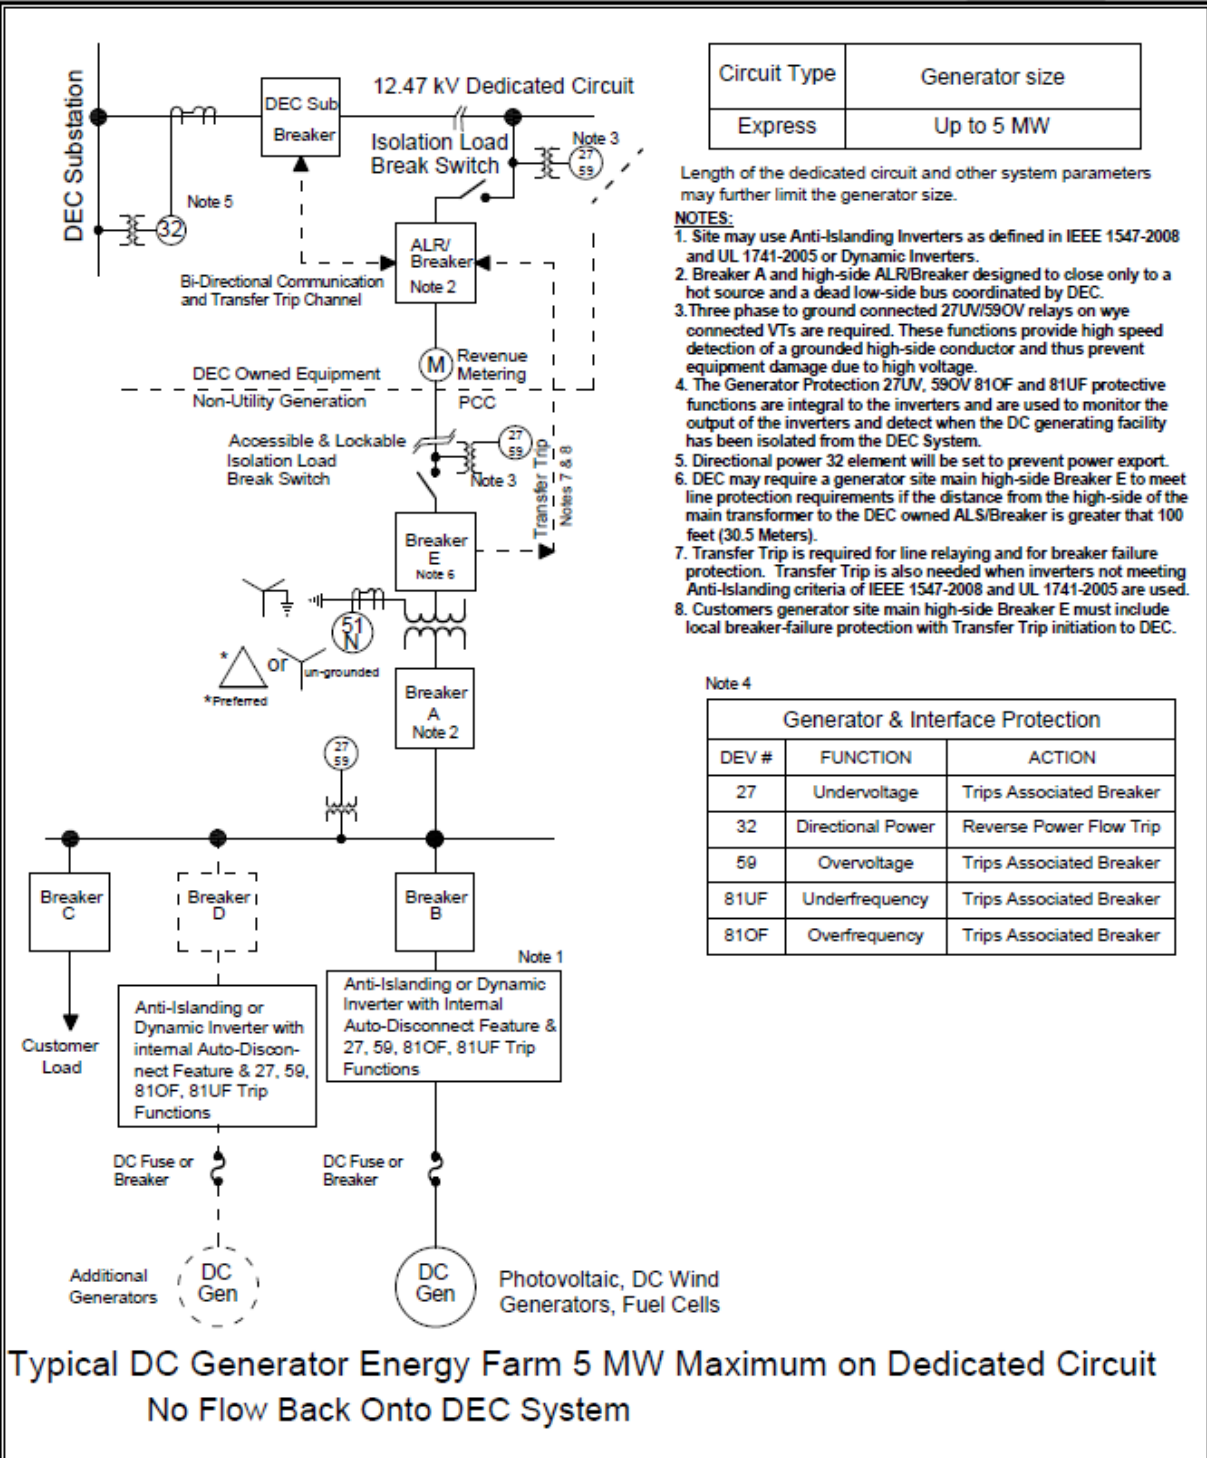 DEC Substation
DEC Sub
Breaker
12.47 kV Dedicated Circuit
Isolation Load
Break Switch
Note 3
27
59
Note 5
32
ALR/
Breaker
Note 2
Bi-Directional Communication
and Transfer Trip Channel
M
Revenue
Metering
DEC Owned Equipment
Non-Utility Generation
PCC
Accessible & Lockable
Isolation Load
Break Switch
27
59
Note 3
Transfer Trip
Notes 7 & 8
Breaker
E
Note 6
51
N
*
or
un-grounded
*Preferred
Breaker
A
Note 2
27
59
Breaker
C
Breaker
D
Breaker
B
Note 1
Anti-Islanding or Dynamic
Inverter with Internal
Auto-Disconnect Feature &
27, 59, 81OF, 81UF Trip
Functions
Anti-Islanding or
Dynamic Inverter with
internal Auto-Discon-
nect Feature & 27, 59,
81OF, 81UF Trip
Functions
Customer
Load
DC Fuse or
Breaker
DC Fuse or
Breaker
Additional
Generators
DC
Gen
DC
Gen
Photovoltaic, DC Wind
Generators, Fuel Cells
Circuit Type Generator size
Express Up to 5 MW
Length of the dedicated circuit and other system parameters
may further limit the generator size.
NOTES:
1. Site may use Anti-Islanding Inverters as defined in IEEE 1547-2008
and UL 1741-2005 or Dynamic Inverters.
2. Breaker A and high-side ALR/Breaker designed to close only to a
hot source and a dead low-side bus coordinated by DEC.
3.Three phase to ground connected 27UV/59OV relays on wye
connected VTs are required. These functions provide high speed
detection of a grounded high-side conductor and thus prevent
equipment damage due to high voltage.
4. The Generator Protection 27UV, 59OV 81OF and 81UF protective
functions are integral to the inverters and are used to monitor the
output of the inverters and detect when the DC generating facility
has been isolated from the DEC System.
5. Directional power 32 element will be set to prevent power export.
6. DEC may require a generator site main high-side Breaker E to meet
line protection requirements if the distance from the high-side of the
main transformer to the DEC owned ALS/Breaker is greater that 100
feet (30.5 Meters).
7. Transfer Trip is required for line relaying and for breaker failure
protection. Transfer Trip is also needed when inverters not meeting
Anti-Islanding criteria of IEEE 1547-2008 and UL 1741-2005 are used.
8. Customers generator site main high-side Breaker E must include
local breaker-failure protection with Transfer Trip initiation to DEC.
Note 4
Generator & Interface Protection
DEV # FUNCTION ACTION
27 Undervoltage Trips Associated Breaker
32 Directional Power Reverse Power Flow Trip
59 Overvoltage Trips Associated Breaker
81UF Underfrequency Trips Associated Breaker
81OF Overfrequency Trips Associated Breaker
Typical DC Generator Energy Farm 5 MW Maximum on Dedicated Circuit
No Flow Back Onto DEC System